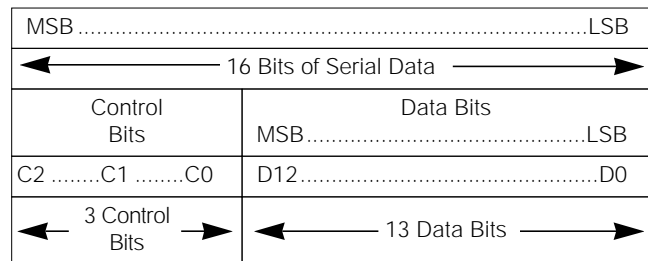 MSB..................................................................................LSB
16 Bits of Serial Data
Control
Bits
Data Bits
MSB.............................................LSB
C2 ........C1 ........C0
D12................................................D0
3 Control
Bits
13 Data Bits